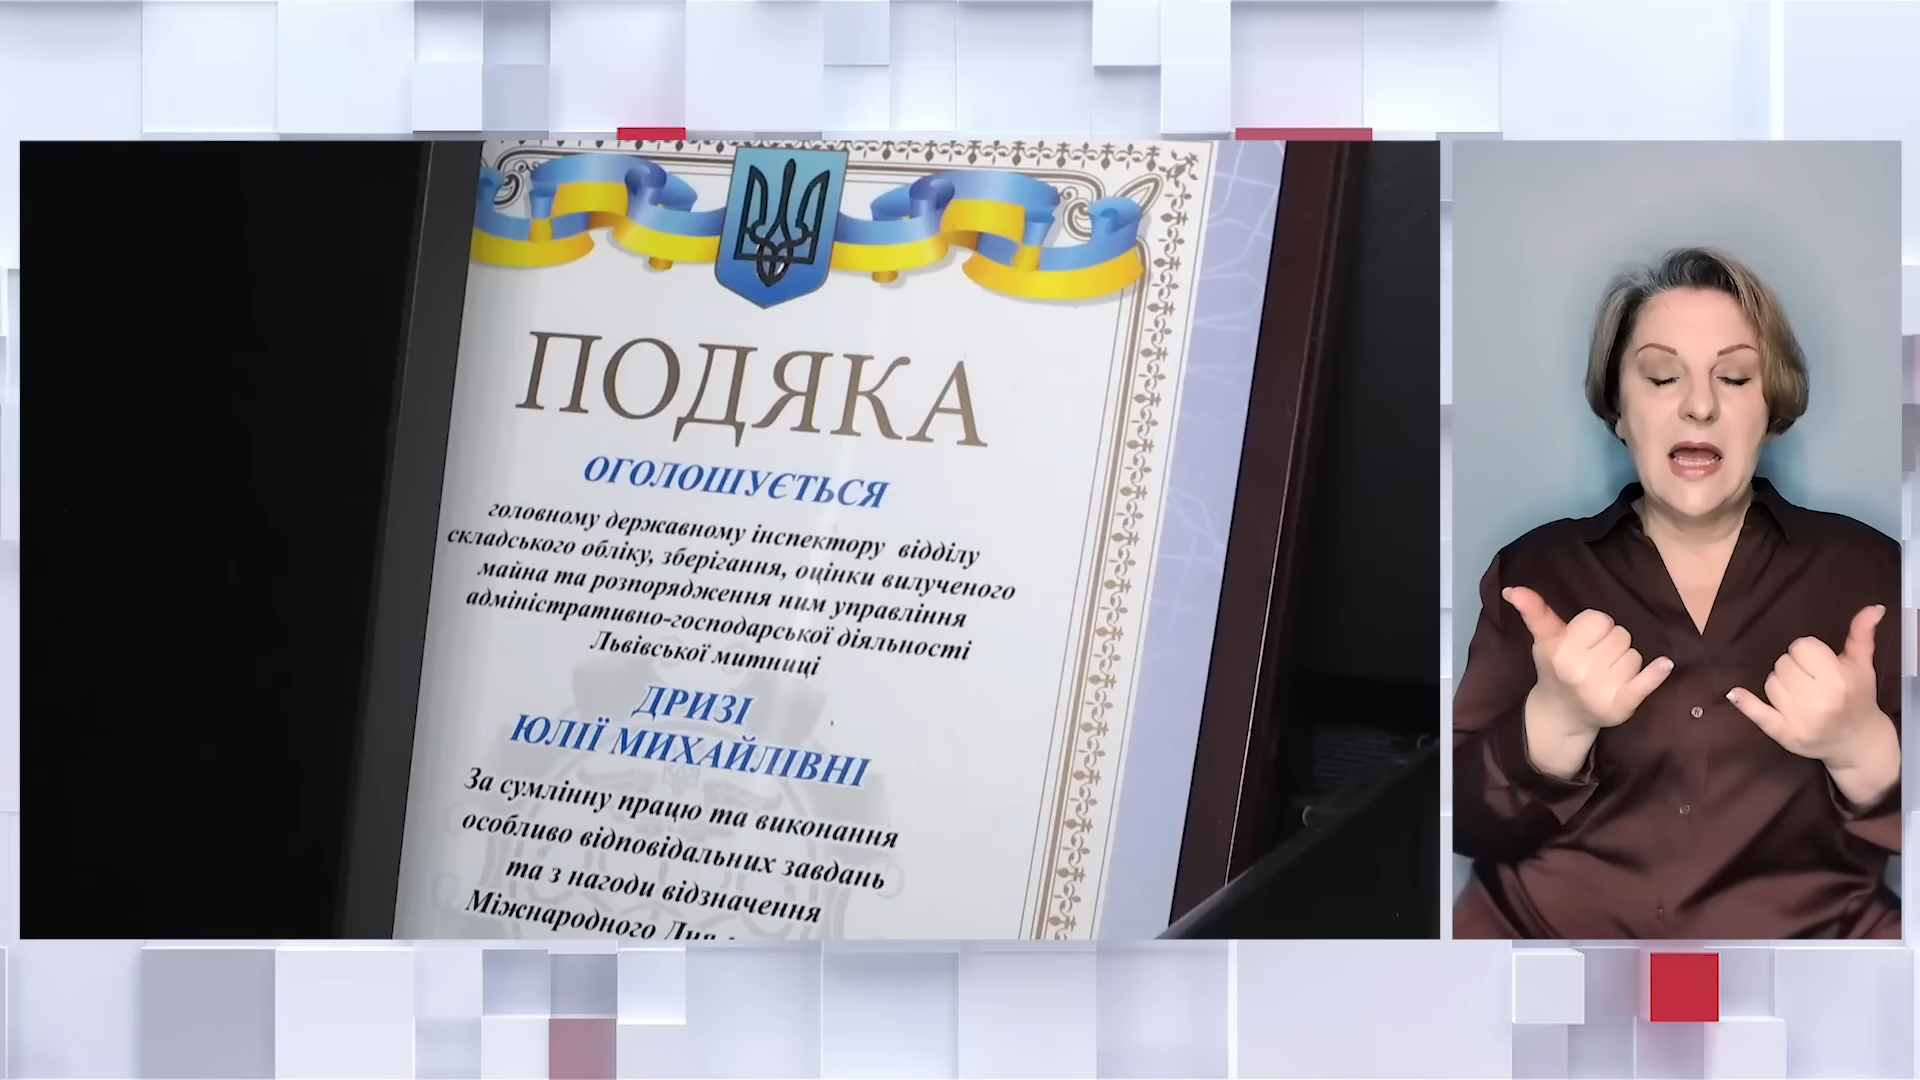 ПОДЯКА
ОГОЛОШУЄТЬСЯ
головному державному інспектору відділу
складського обліку, зберігання, оцінки вилученого
майна та розпорядження ним управління
адміністративно-господарської діяльності
Львівської митниці
ДРИЗІ
ЮЛІЇ МИХАЙЛІВНІ
За сумлінну працю та виконання
особливо відповідальних завдань
та з нагоди відзначення
Міжнародного Дня